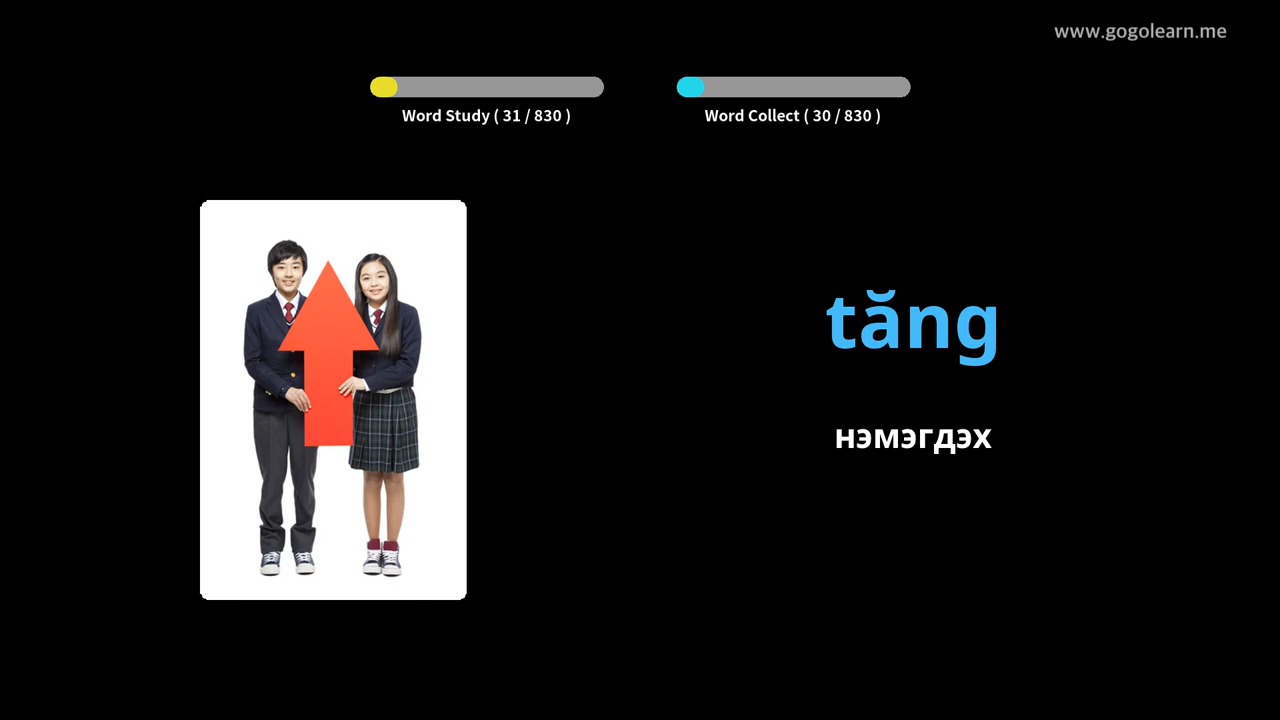 www.gogolearn.me
Word Study ( 31 / 830 )
Word Collect ( 30 / 830 )
tăng
нэмэгдэх